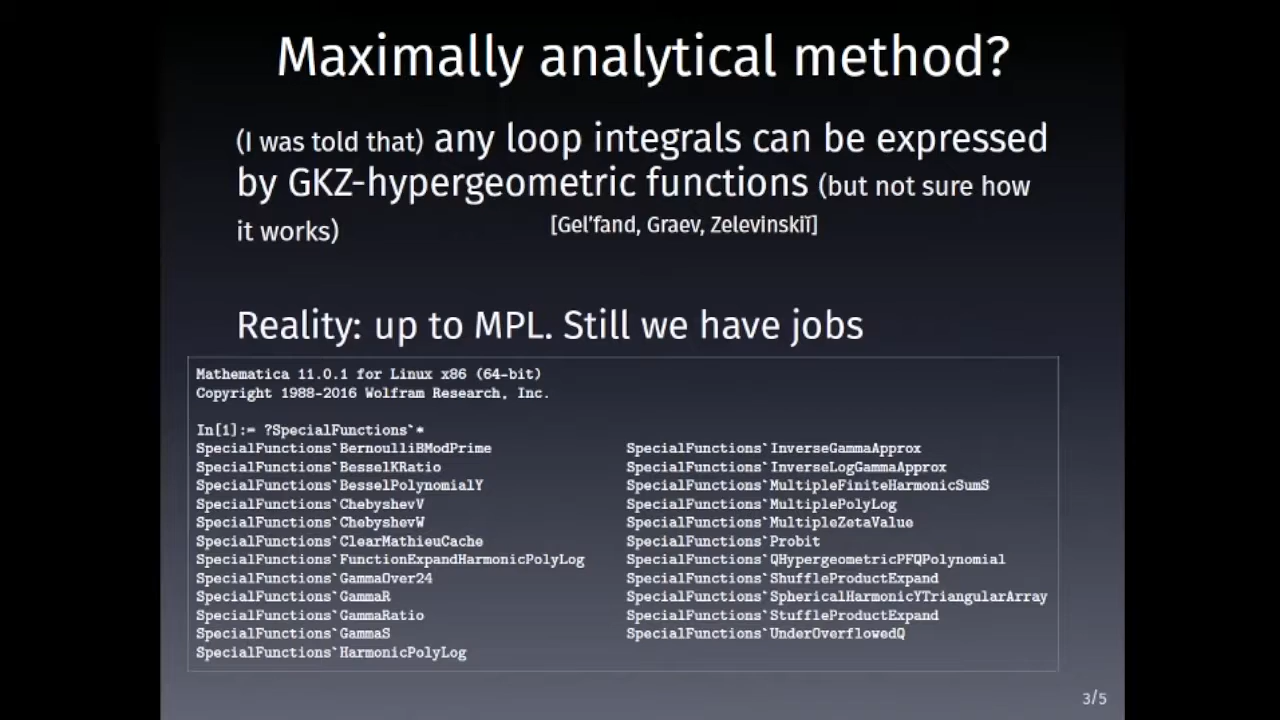 Maximally analytical method?
(I was told that) any loop integrals can be expressed
by GKZ-hypergeometric functions (but not sure how
it works)
[Gel'fand, Graev, Zelevinskiĭ]
Reality: up to MPL. Still we have jobs
Mathematica 11.0.1 for Linux x86 (64-bit)
Copyright 1988-2016 Wolfram Research, Inc.
In[1]:= ?SpecialFunctions`*
SpecialFunctions`BernoulliBModPrime
SpecialFunctions`BesselKRatio
SpecialFunctions`BesselPolynomialY
SpecialFunctions`ChebyshevV
SpecialFunctions`ChebyshevW
SpecialFunctions`ClearMathieuCache
SpecialFunctions`FunctionExpandHarmonicPolyLog
SpecialFunctions`GammaOver24
SpecialFunctions`GammaR
SpecialFunctions`GammaRatio
SpecialFunctions`GammaS
SpecialFunctions`HarmonicPolyLog
SpecialFunctions`InverseGammaApprox
SpecialFunctions`InverseLogGammaApprox
SpecialFunctions`MultipleFiniteHarmonicSumS
SpecialFunctions`MultiplePolyLog
SpecialFunctions`MultipleZetaValue
SpecialFunctions`Probit
SpecialFunctions`QHypergeometricPFQPolynomial
SpecialFunctions`ShuffleProductExpand
SpecialFunctions`SphericalHarmonicYTriangularArray
SpecialFunctions`StuffleProductExpand
SpecialFunctions`UnderOverflowedQ
3/5